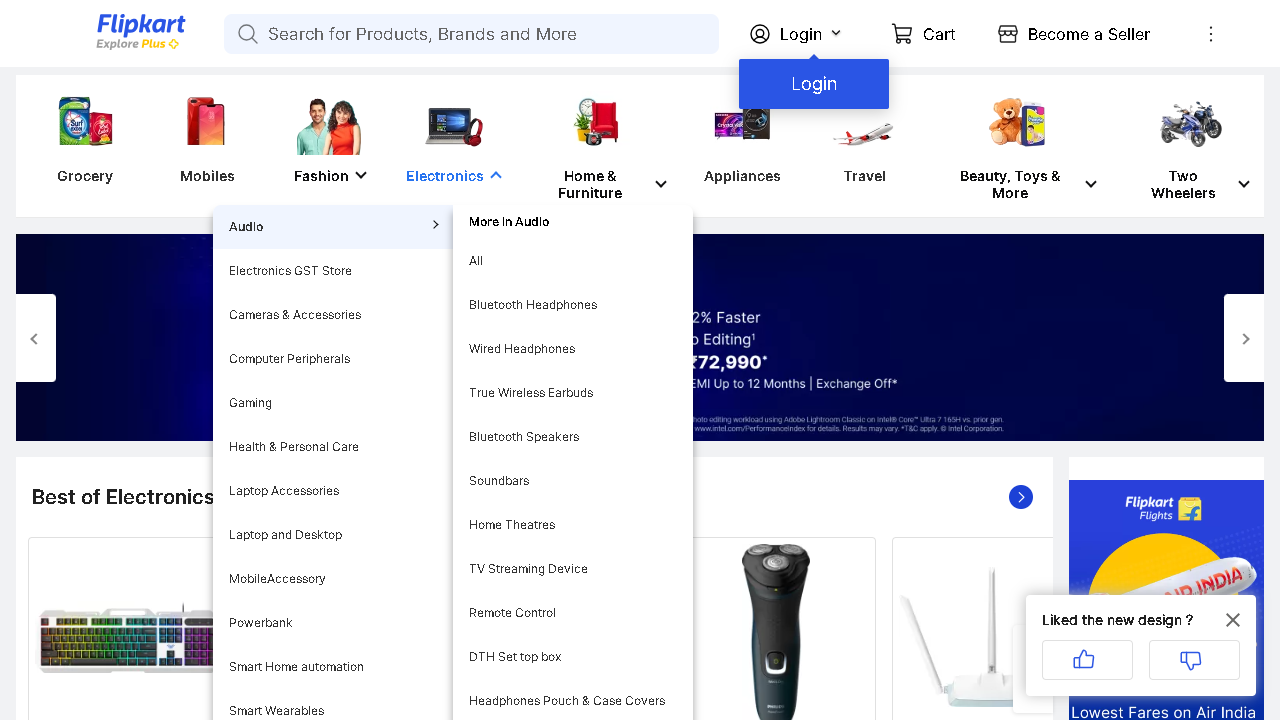 Flipkart
Explore Plus
Search for Products, Brands and More
Login
Cart
Become a Seller
Login
Grocery
Mobiles
Fashion
Electronics
Home &
Furniture
Appliances
Travel
Beauty, Toys &
More
Two
Wheelers
Audio
Electronics GST Store
Cameras & Accessories
Computer Peripherals
Gaming
Health & Personal Care
Laptop Accessories
Laptop and Desktop
MobileAccessory
Powerbank
Smart Home automation
More in Audio
All
Bluetooth Headphones
Wired Headphones
True Wireless Earbuds
Bluetooth Speakers
Soundbars
Home Theatres
TV Streaming Device
Remote Control
DTH Set Top Box
Headphones Pouch & Case Covers
2% Faster
o Editing¹
₹72,990*
EMI Up to 12 Months | Exchange Off*
hoto editing workload using Adobe Lightroom Classic on Intel® Core™ Ultra 7 165H vs. prior gen.
www.intel.com/PerformanceIndex for details. Results may vary. *T&C apply. © Intel Corporation.
Best of Electronics
Flipkart
Flights
AIR INDIA
Liked the new design ?
Lowest Fares on Air India